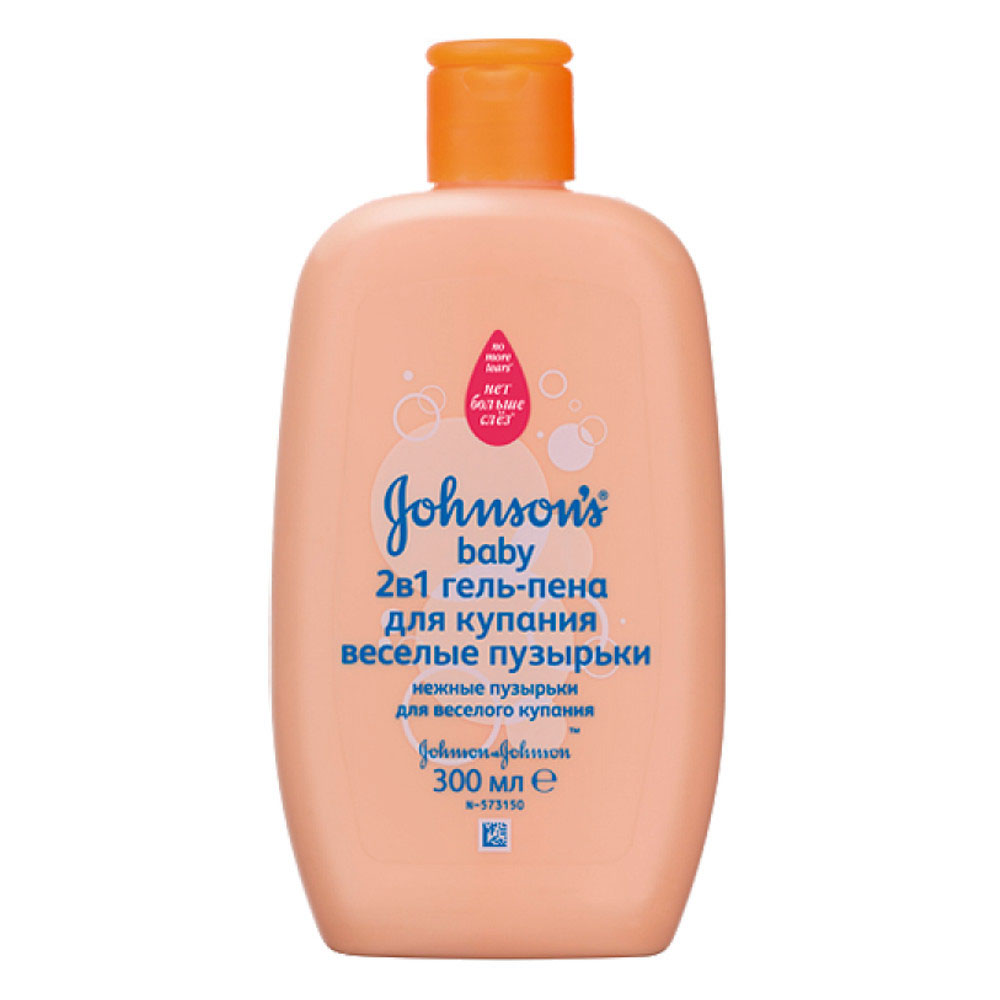 no
more
tears®
нет
больше
слёз
Johnson's®
baby
2в1 гель-пена
для купания
веселые пузырьки
нежные пузырьки
для веселого купания
™
Johnson & Johnson
300 мл ℮
N-573150